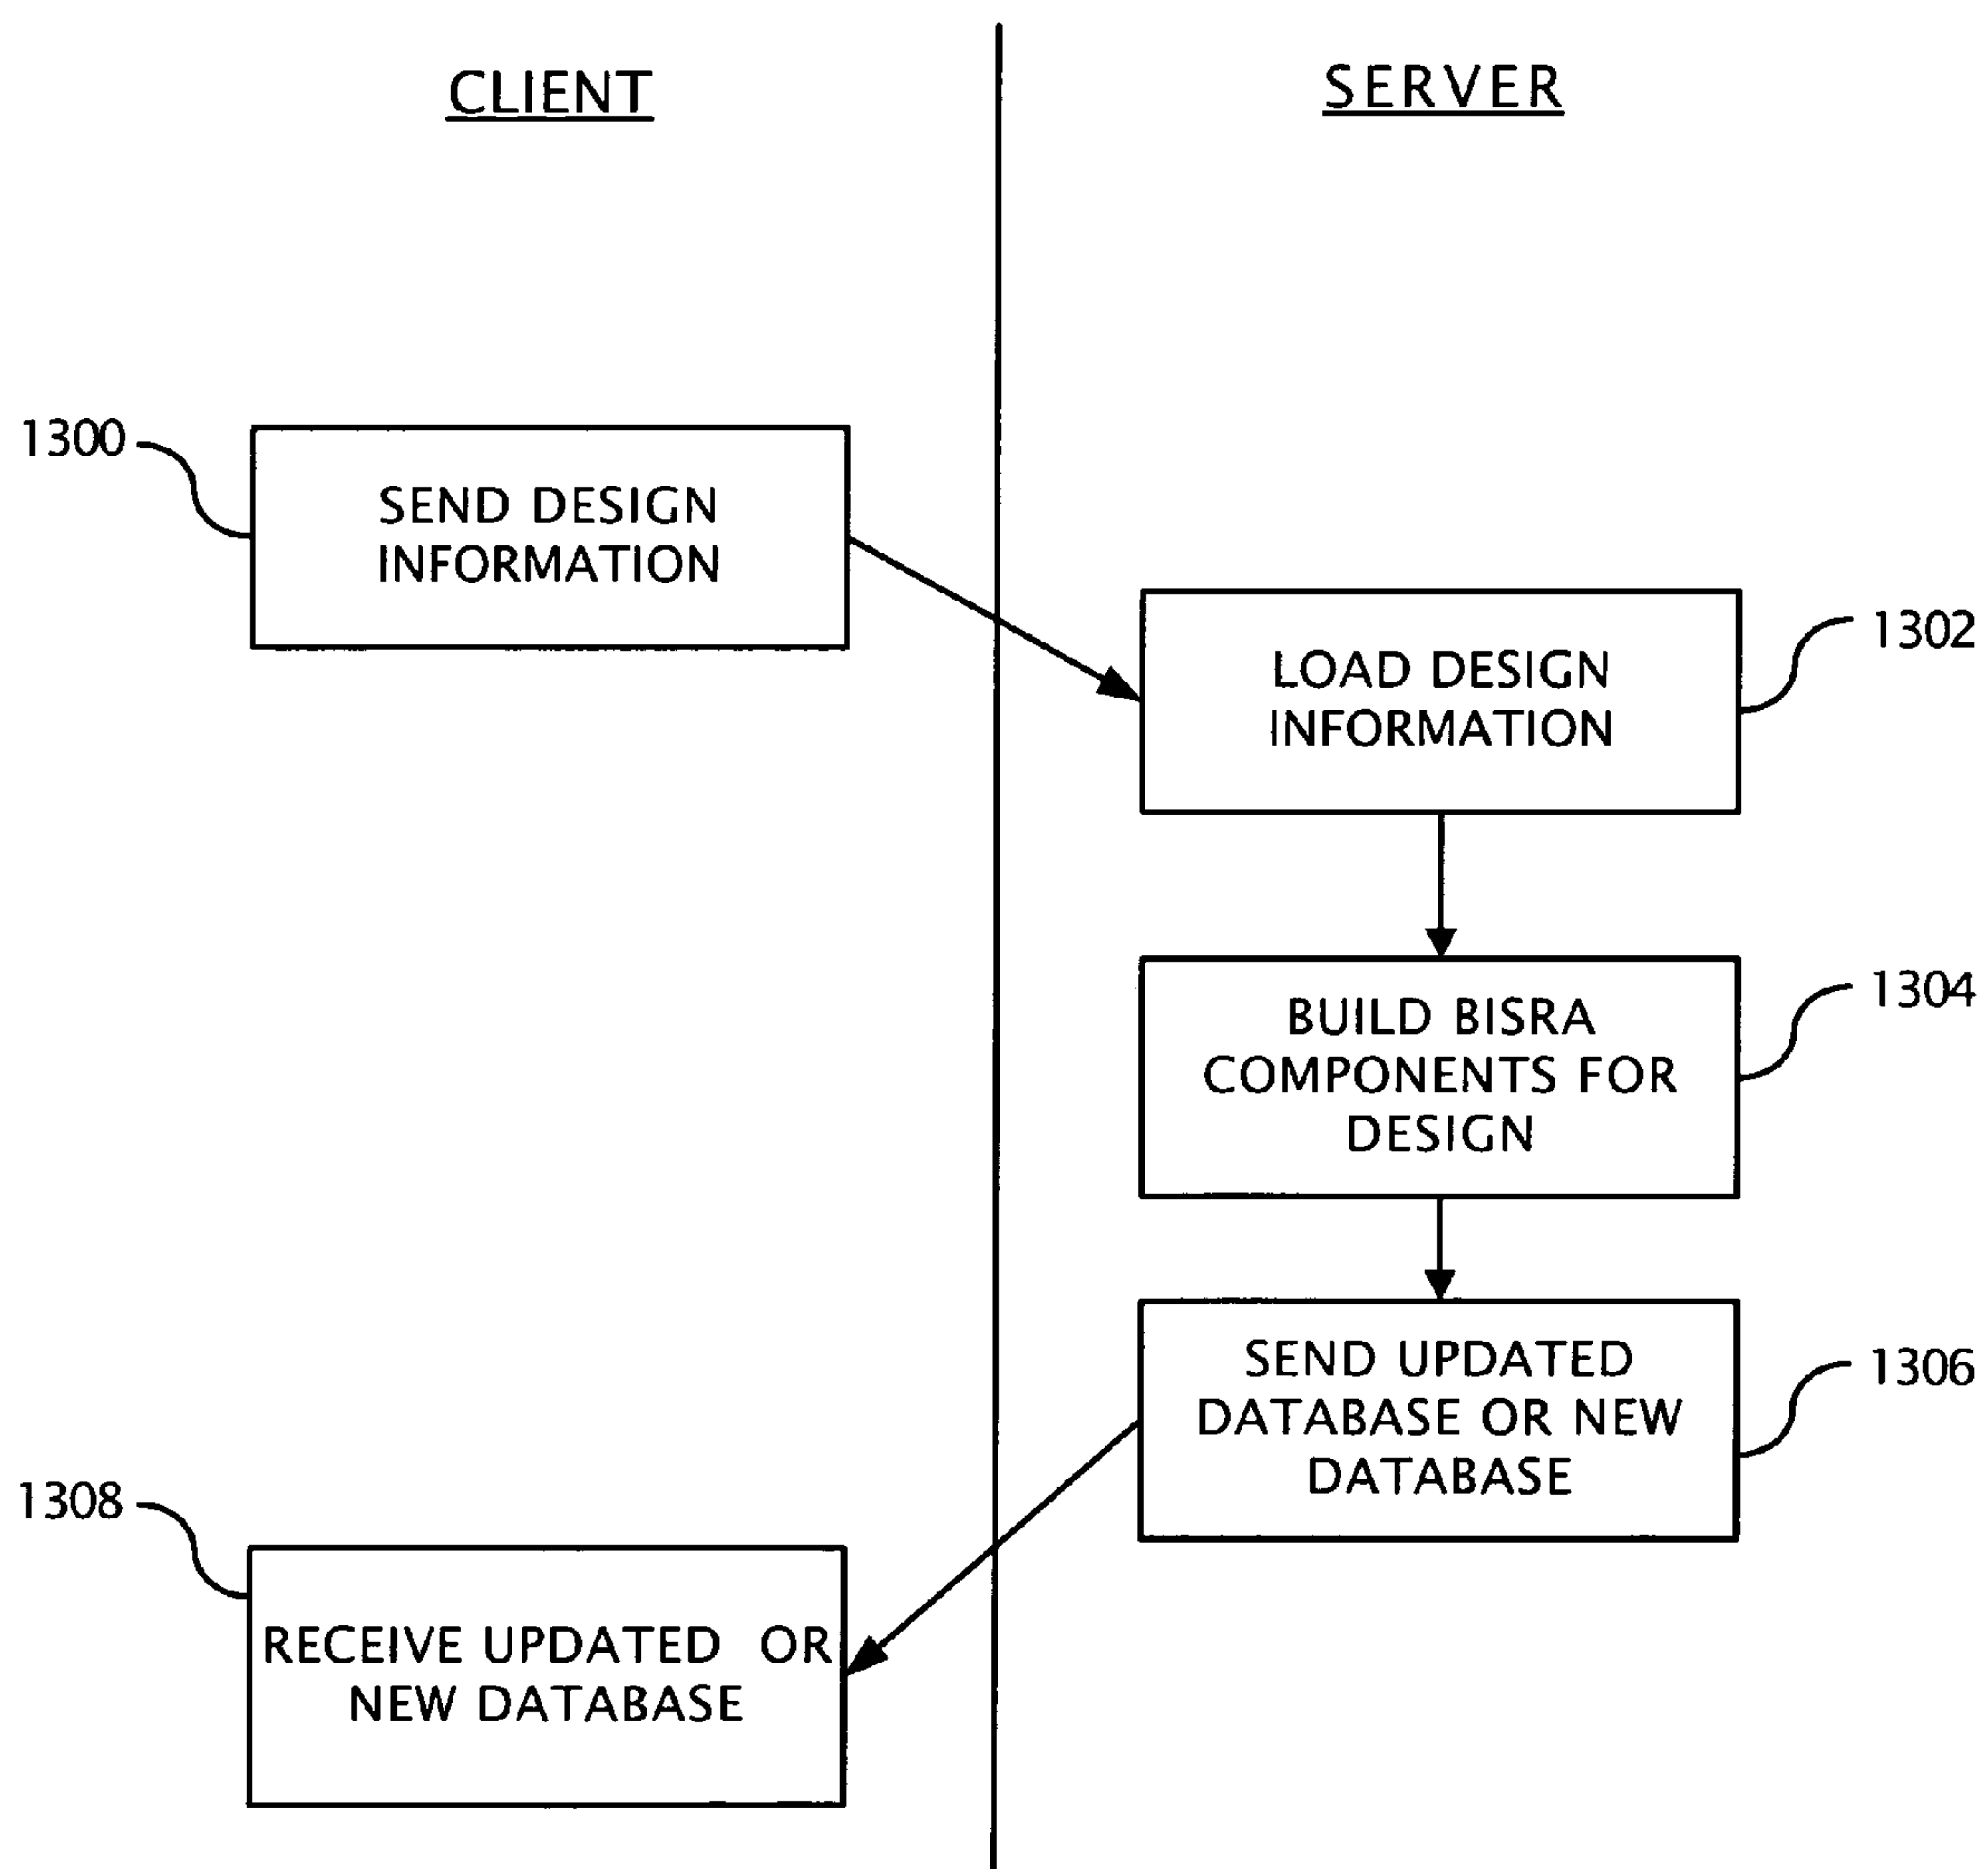 CLIENT
SERVER
1300
SEND DESIGN
INFORMATION
1302
LOAD DESIGN
INFORMATION
1304
BUILD BISRA
COMPONENTS FOR
DESIGN
1306
SEND UPDATED
DATABASE OR NEW
DATABASE
1308
RECEIVE UPDATED OR
NEW DATABASE